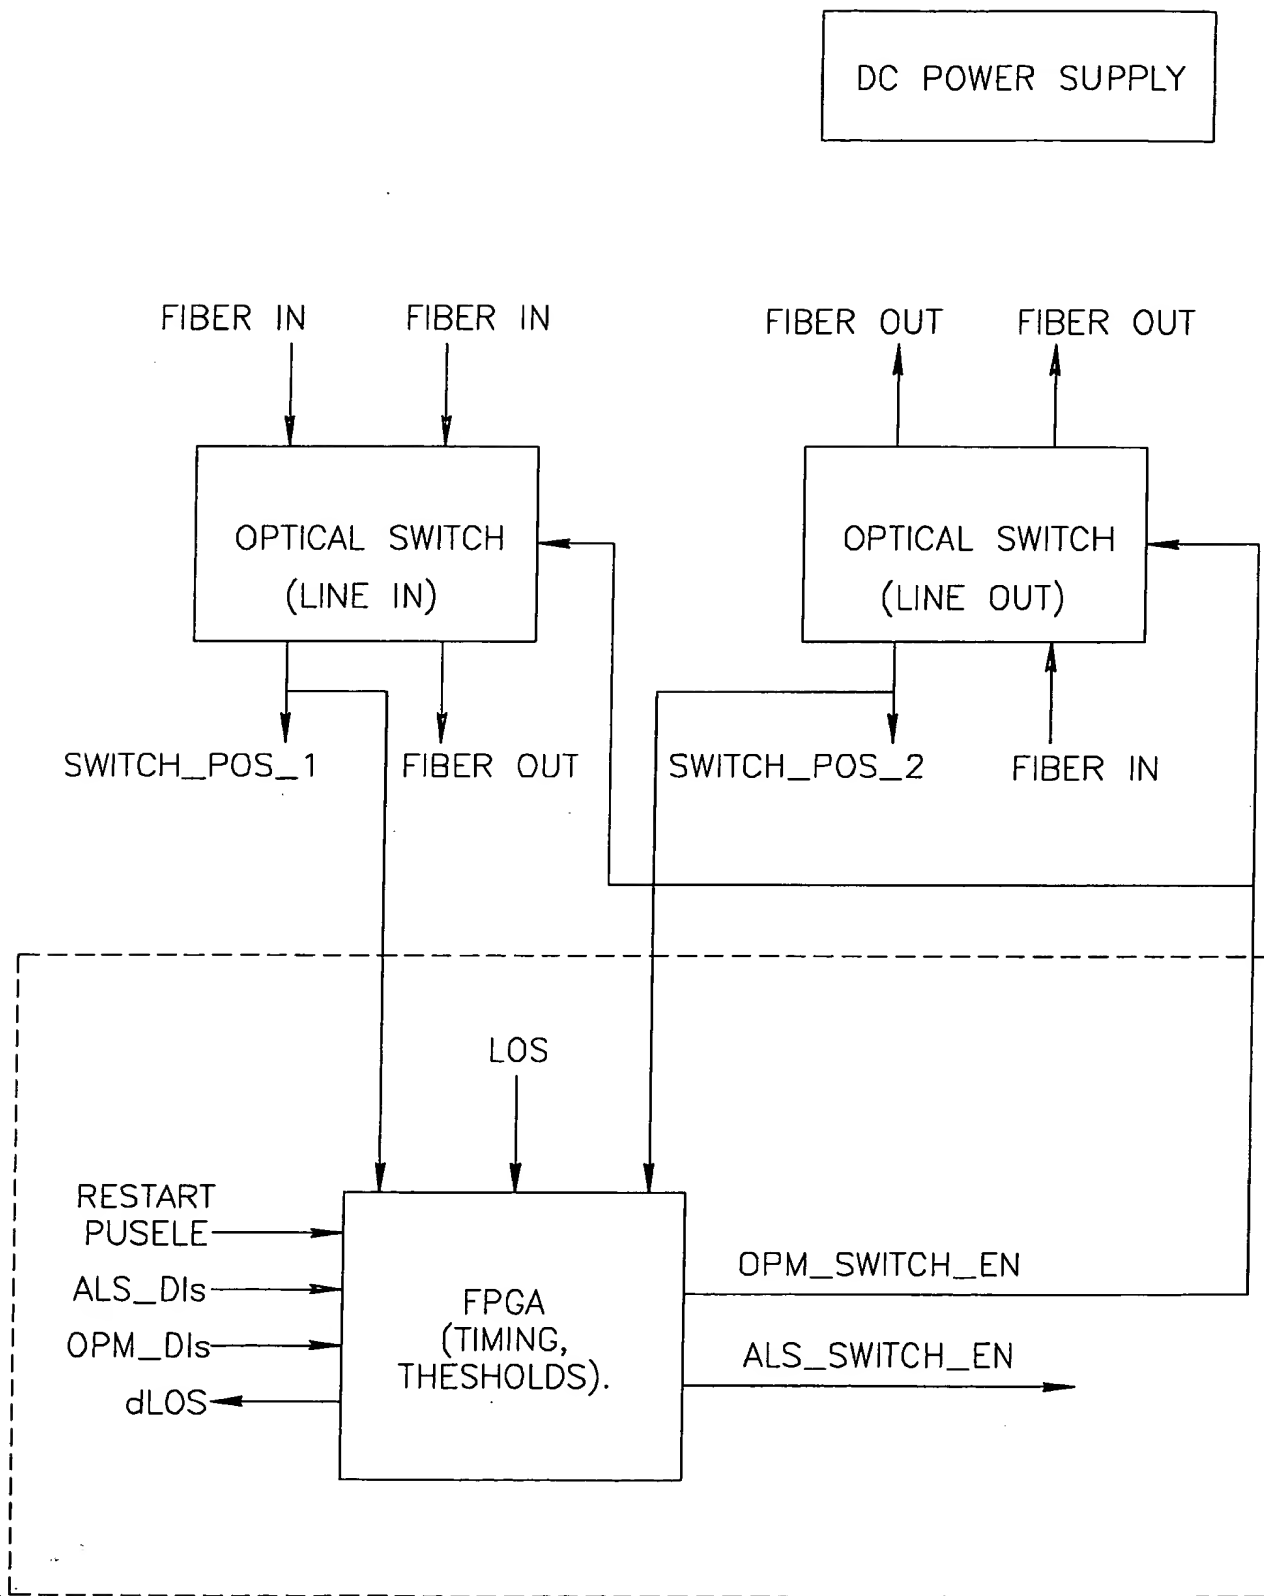 DC POWER SUPPLY
FIBER IN
FIBER IN
FIBER OUT
FIBER OUT
OPTICAL SWITCH
(LINE IN)
OPTICAL SWITCH
(LINE OUT)
SWITCH_POS_1
FIBER OUT
SWITCH_POS_2
FIBER IN
LOS
RESTART
PUSELE
ALS_DIs
OPM_DIs
dLOS
FPGA
(TIMING,
THESHOLDS).
OPM_SWITCH_EN
ALS_SWITCH_EN